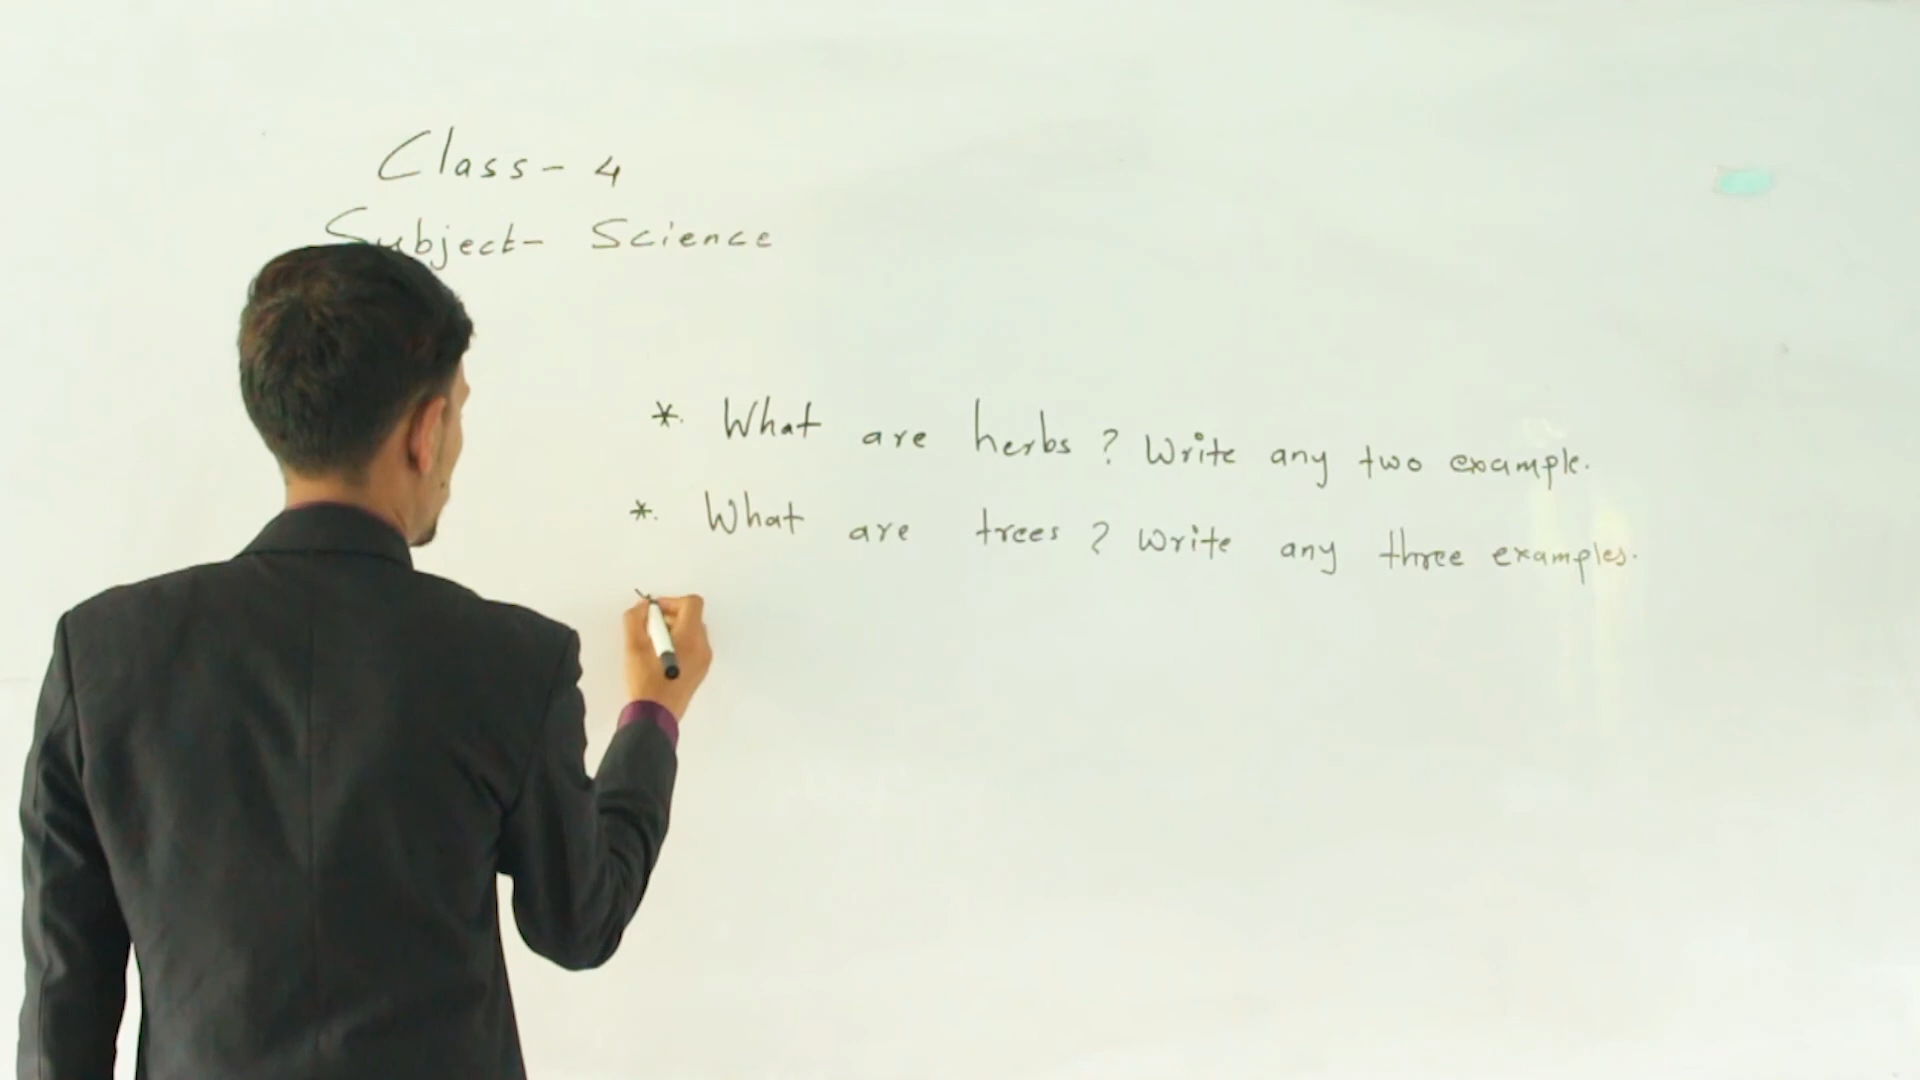 Class - 4
Subject - Science
*. What are herbs ? Write any two example.
*. What are trees ? Write any three examples.